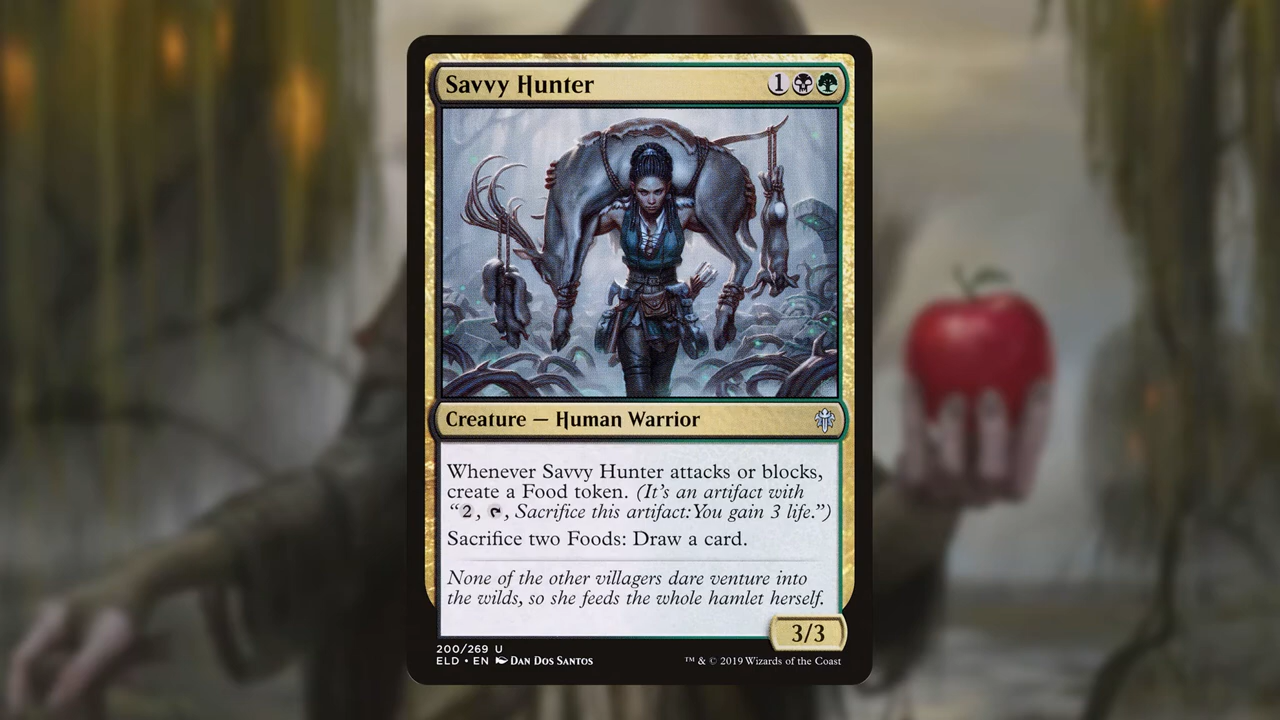 Savvy Hunter 1
Creature — Human Warrior
Whenever Savvy Hunter attacks or blocks,
create a Food token. (It's an artifact with
“2, , Sacrifice this artifact:You gain 3 life.”)
Sacrifice two Foods: Draw a card.
None of the other villagers dare venture into
the wilds, so she feeds the whole hamlet herself.
3/3
200/269 U
ELD • EN Dan Dos Santos
™ & © 2019 Wizards of the Coast